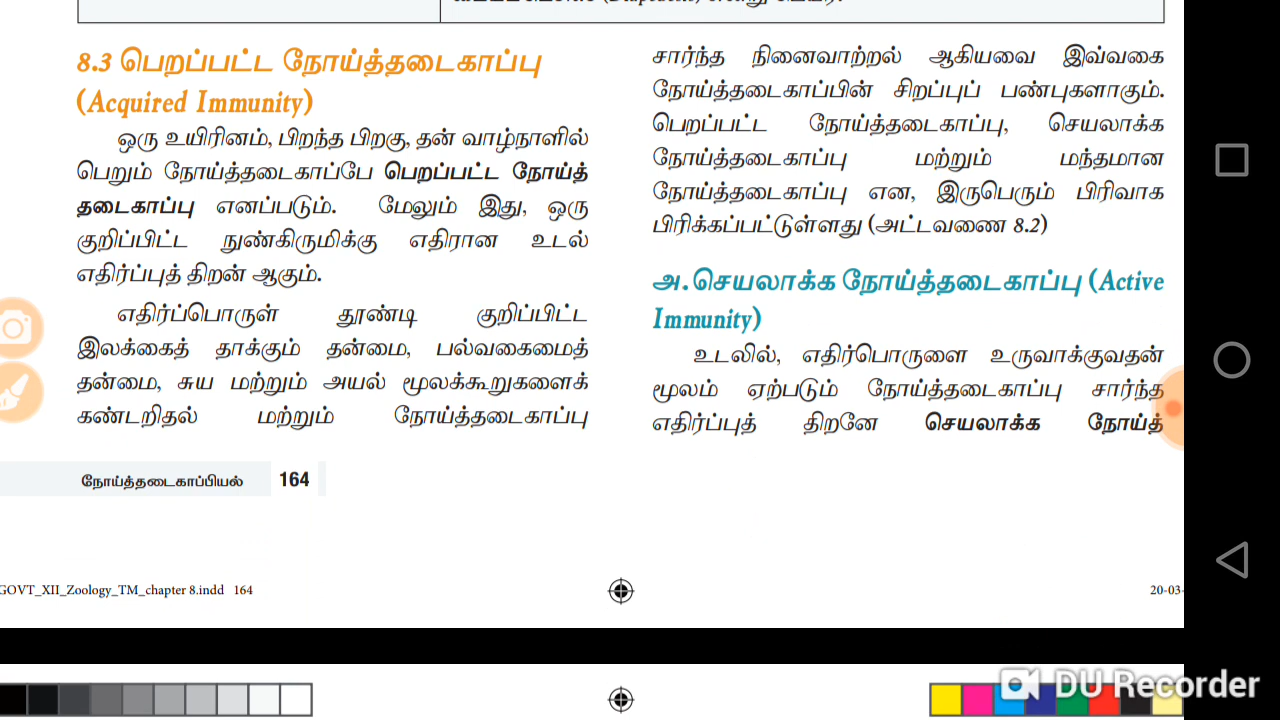 8.3 பெறப்பட்ட நோய்த்தடைகாப்பு
(Acquired Immunity)
ஒரு உயிரினம், பிறந்த பிறகு, தன் வாழ்நாளில்
பெறும் நோய்த்தடைகாப்பே பெறப்பட்ட நோய்த்
தடைகாப்பு எனப்படும். மேலும் இது, ஒரு
குறிப்பிட்ட நுண்கிருமிக்கு எதிரான உடல்
எதிர்ப்புத் திறன் ஆகும்.
எதிர்ப்பொருள் தூண்டி குறிப்பிட்ட
இலக்கைத் தாக்கும் தன்மை, பல்வகைமைத்
தன்மை, சுய மற்றும் அயல் மூலக்கூறுகளைக்
கண்டறிதல் மற்றும் நோய்த்தடைகாப்பு
சார்ந்த நினைவாற்றல் ஆகியவை இவ்வகை
நோய்த்தடைகாப்பின் சிறப்புப் பண்புகளாகும்.
பெறப்பட்ட நோய்த்தடைகாப்பு, செயலாக்க
நோய்த்தடைகாப்பு மற்றும் மந்தமான
நோய்த்தடைகாப்பு என, இருபெரும் பிரிவாக
பிரிக்கப்பட்டுள்ளது (அட்டவணை 8.2)
அ.செயலாக்க நோய்த்தடைகாப்பு (Active
Immunity)
உடலில், எதிர்பொருளை உருவாக்குவதன்
மூலம் ஏற்படும் நோய்த்தடைகாப்பு சார்ந்த
எதிர்ப்புத் திறனே செயலாக்க நோய்த்
நோய்த்தடைகாப்பியல் 164
GOVT_XII_Zoology_TM_chapter 8.indd 164
20-03-
DU Recorder